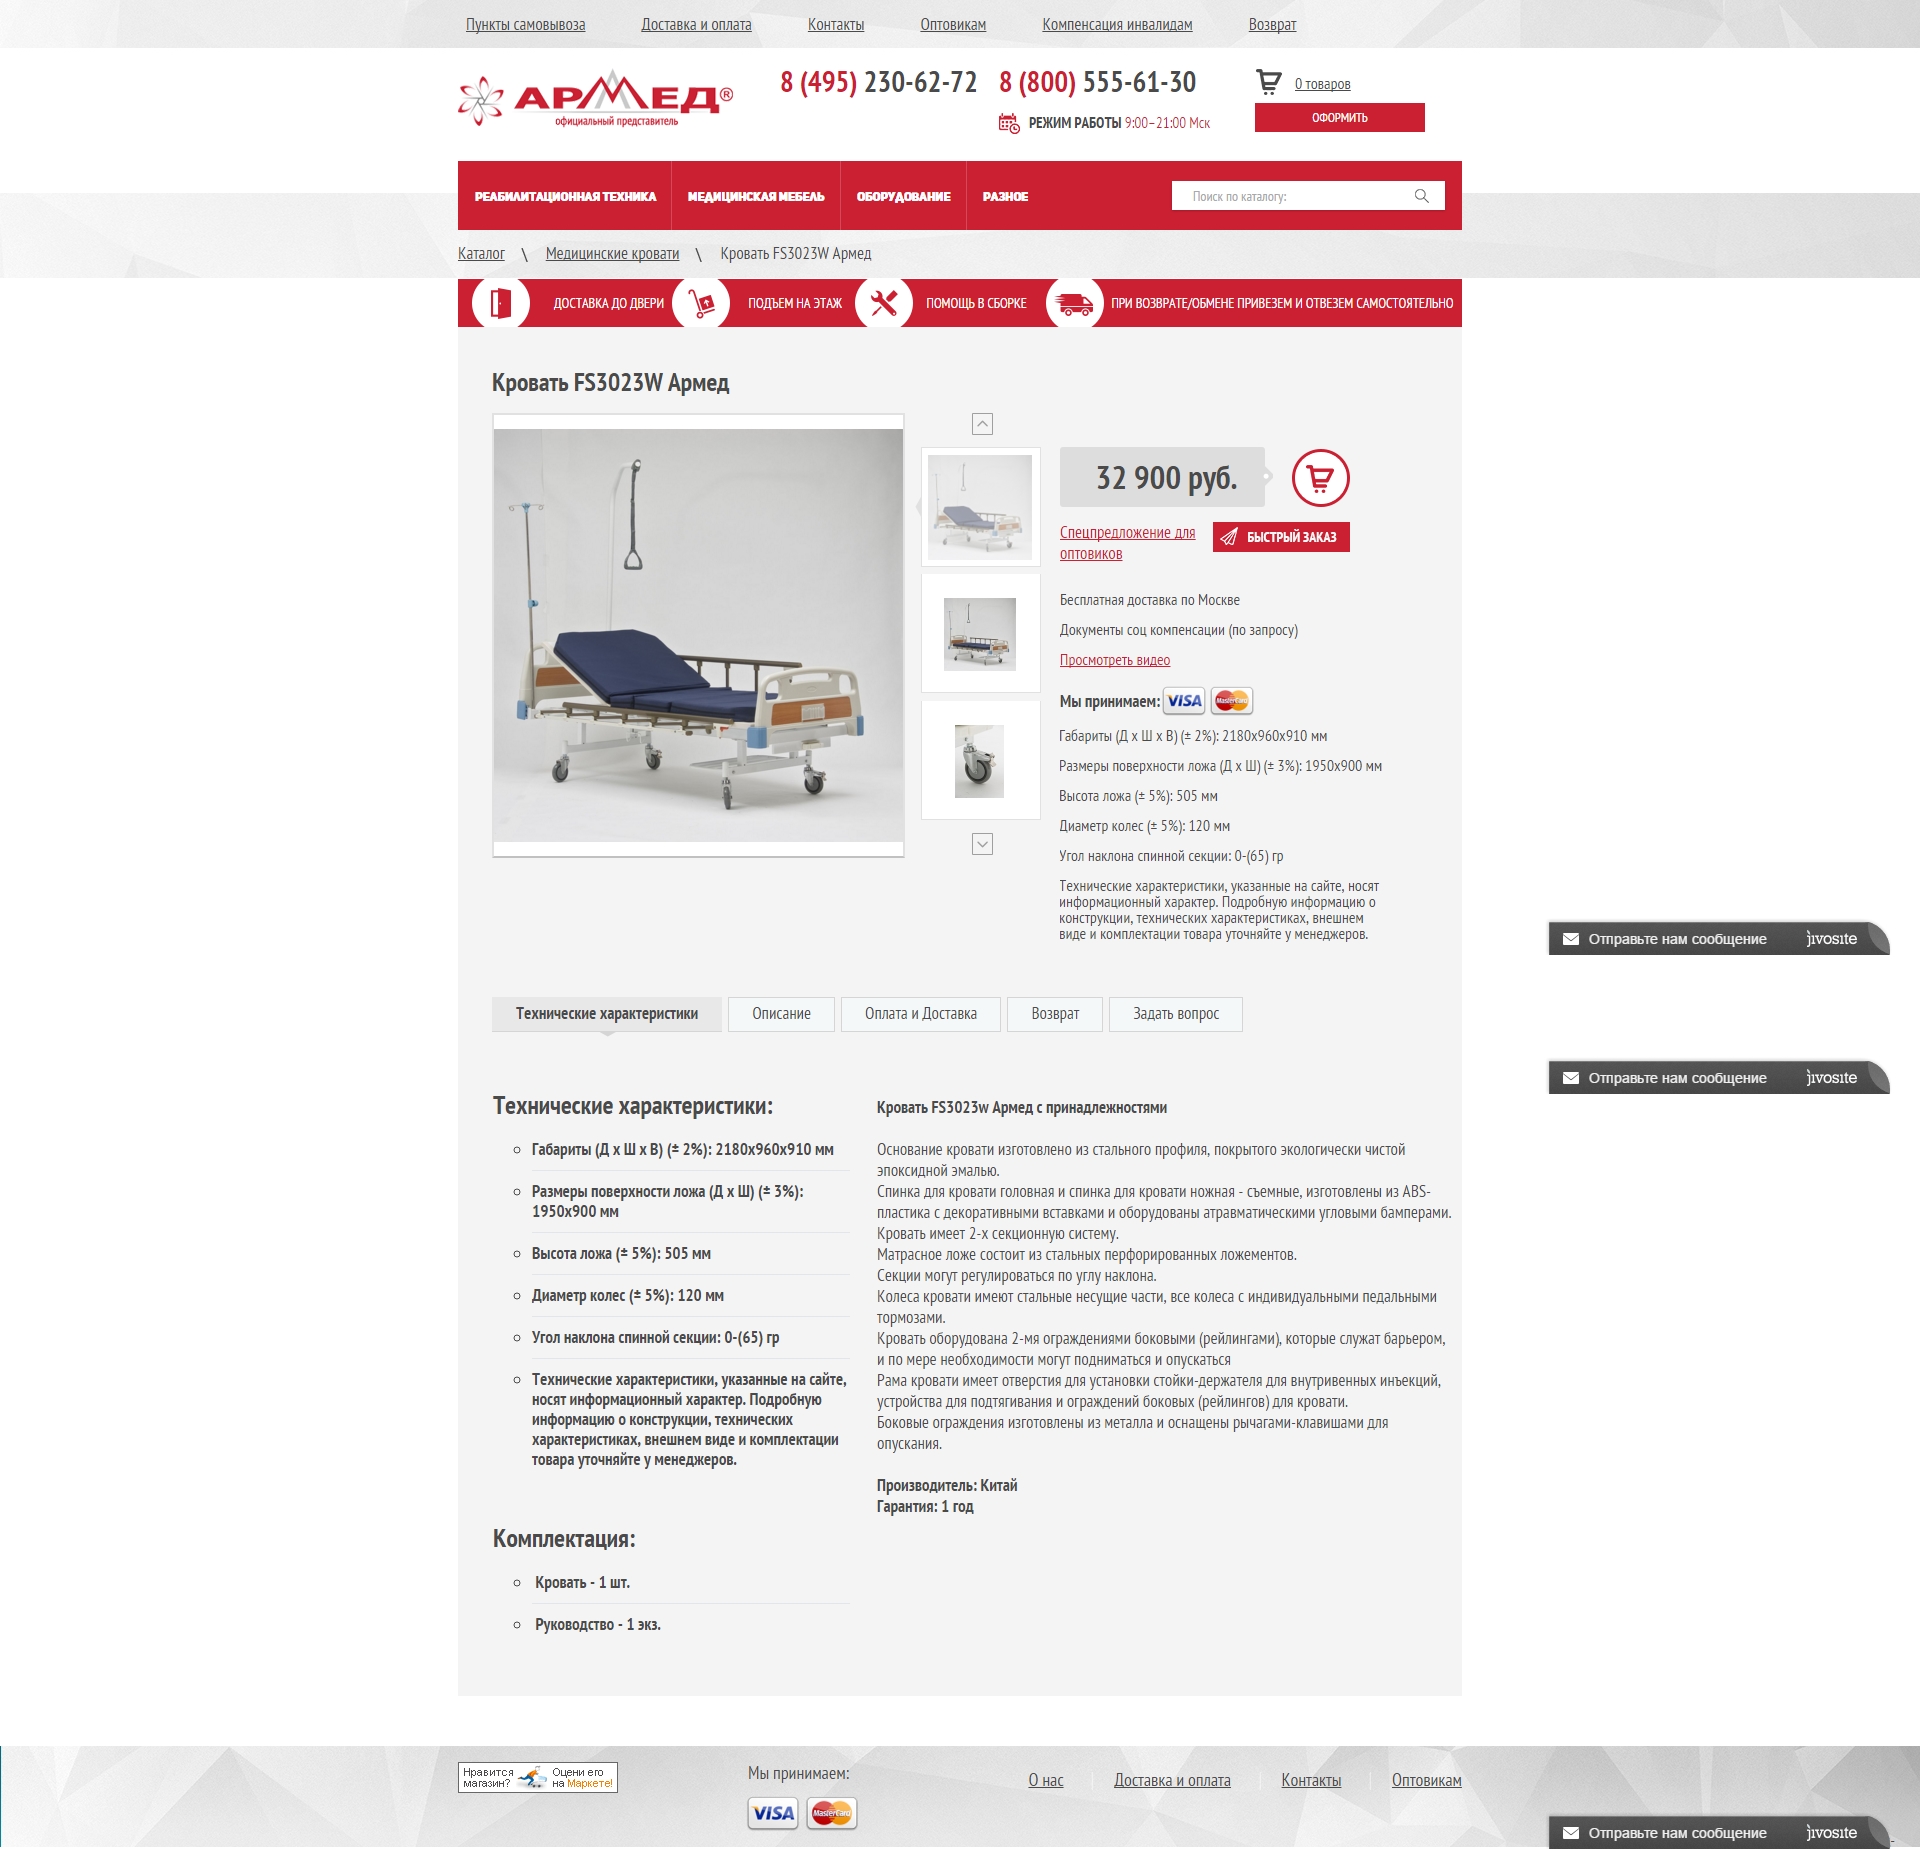 Пункты самовывоза
Доставка и оплата
Контакты
Оптовикам
Компенсация инвалидам
Возврат
АРМЕД®
официальный представитель
8 (495) 230-62-72
8 (800) 555-61-30
РЕЖИМ РАБОТЫ 9:00–21:00 Мск
0 товаров
ОФОРМИТЬ
РЕАБИЛИТАЦИОННАЯ ТЕХНИКА
МЕДИЦИНСКАЯ МЕБЕЛЬ
ОБОРУДОВАНИЕ
РАЗНОЕ
Поиск по каталогу:
Каталог \ Медицинские кровати \ Кровать FS3023W Армед
ДОСТАВКА ДО ДВЕРИ
ПОДЪЕМ НА ЭТАЖ
ПОМОЩЬ В СБОРКЕ
ПРИ ВОЗВРАТЕ/ОБМЕНЕ ПРИВЕЗЕМ И ОТВЕЗЕМ САМОСТОЯТЕЛЬНО
Кровать FS3023W Армед
32 900 руб.
Спецпредложение для
оптовиков
БЫСТРЫЙ ЗАКАЗ
Бесплатная доставка по Москве
Документы соц компенсации (по запросу)
Просмотреть видео
Мы принимаем: VISA MasterCard
Габариты (Д х Ш х В) (± 2%): 2180х960х910 мм
Размеры поверхности ложа (Д х Ш) (± 3%): 1950х900 мм
Высота ложа (± 5%): 505 мм
Диаметр колес (± 5%): 120 мм
Угол наклона спинной секции: 0-(65) гр
Технические характеристики, указанные на сайте, носят
информационный характер. Подробную информацию о
конструкции, технических характеристиках, внешнем
виде и комплектации товара уточняйте у менеджеров.
Отправьте нам сообщение jivosite
Технические характеристики
Описание
Оплата и Доставка
Возврат
Задать вопрос
Отправьте нам сообщение jivosite
Технические характеристики:
Габариты (Д х Ш х В) (± 2%): 2180х960х910 мм
Размеры поверхности ложа (Д х Ш) (± 3%):
1950х900 мм
Высота ложа (± 5%): 505 мм
Диаметр колес (± 5%): 120 мм
Угол наклона спинной секции: 0-(65) гр
Технические характеристики, указанные на сайте,
носят информационный характер. Подробную
информацию о конструкции, технических
характеристиках, внешнем виде и комплектации
товара уточняйте у менеджеров.
Комплектация:
Кровать - 1 шт.
Руководство - 1 экз.
Кровать FS3023w Армед с принадлежностями
Основание кровати изготовлено из стального профиля, покрытого экологически чистой
эпоксидной эмалью.
Спинка для кровати головная и спинка для кровати ножная - съемные, изготовлены из ABS-
пластика с декоративными вставками и оборудованы атравматическими угловыми бамперами.
Кровать имеет 2-х секционную систему.
Матрасное ложе состоит из стальных перфорированных ложементов.
Секции могут регулироваться по углу наклона.
Колеса кровати имеют стальные несущие части, все колеса с индивидуальными педальными
тормозами.
Кровать оборудована 2-мя ограждениями боковыми (рейлингами), которые служат барьером,
и по мере необходимости могут подниматься и опускаться
Рама кровати имеет отверстия для установки стойки-держателя для внутривенных инъекций,
устройства для подтягивания и ограждений боковых (рейлингов) для кровати.
Боковые ограждения изготовлены из металла и оснащены рычагами-клавишами для
опускания.
Производитель: Китай
Гарантия: 1 год
Нравится магазин? Оцени его на Маркете!
Мы принимаем:
VISA MasterCard
О нас
Доставка и оплата
Контакты
Оптовикам
Отправьте нам сообщение jivosite